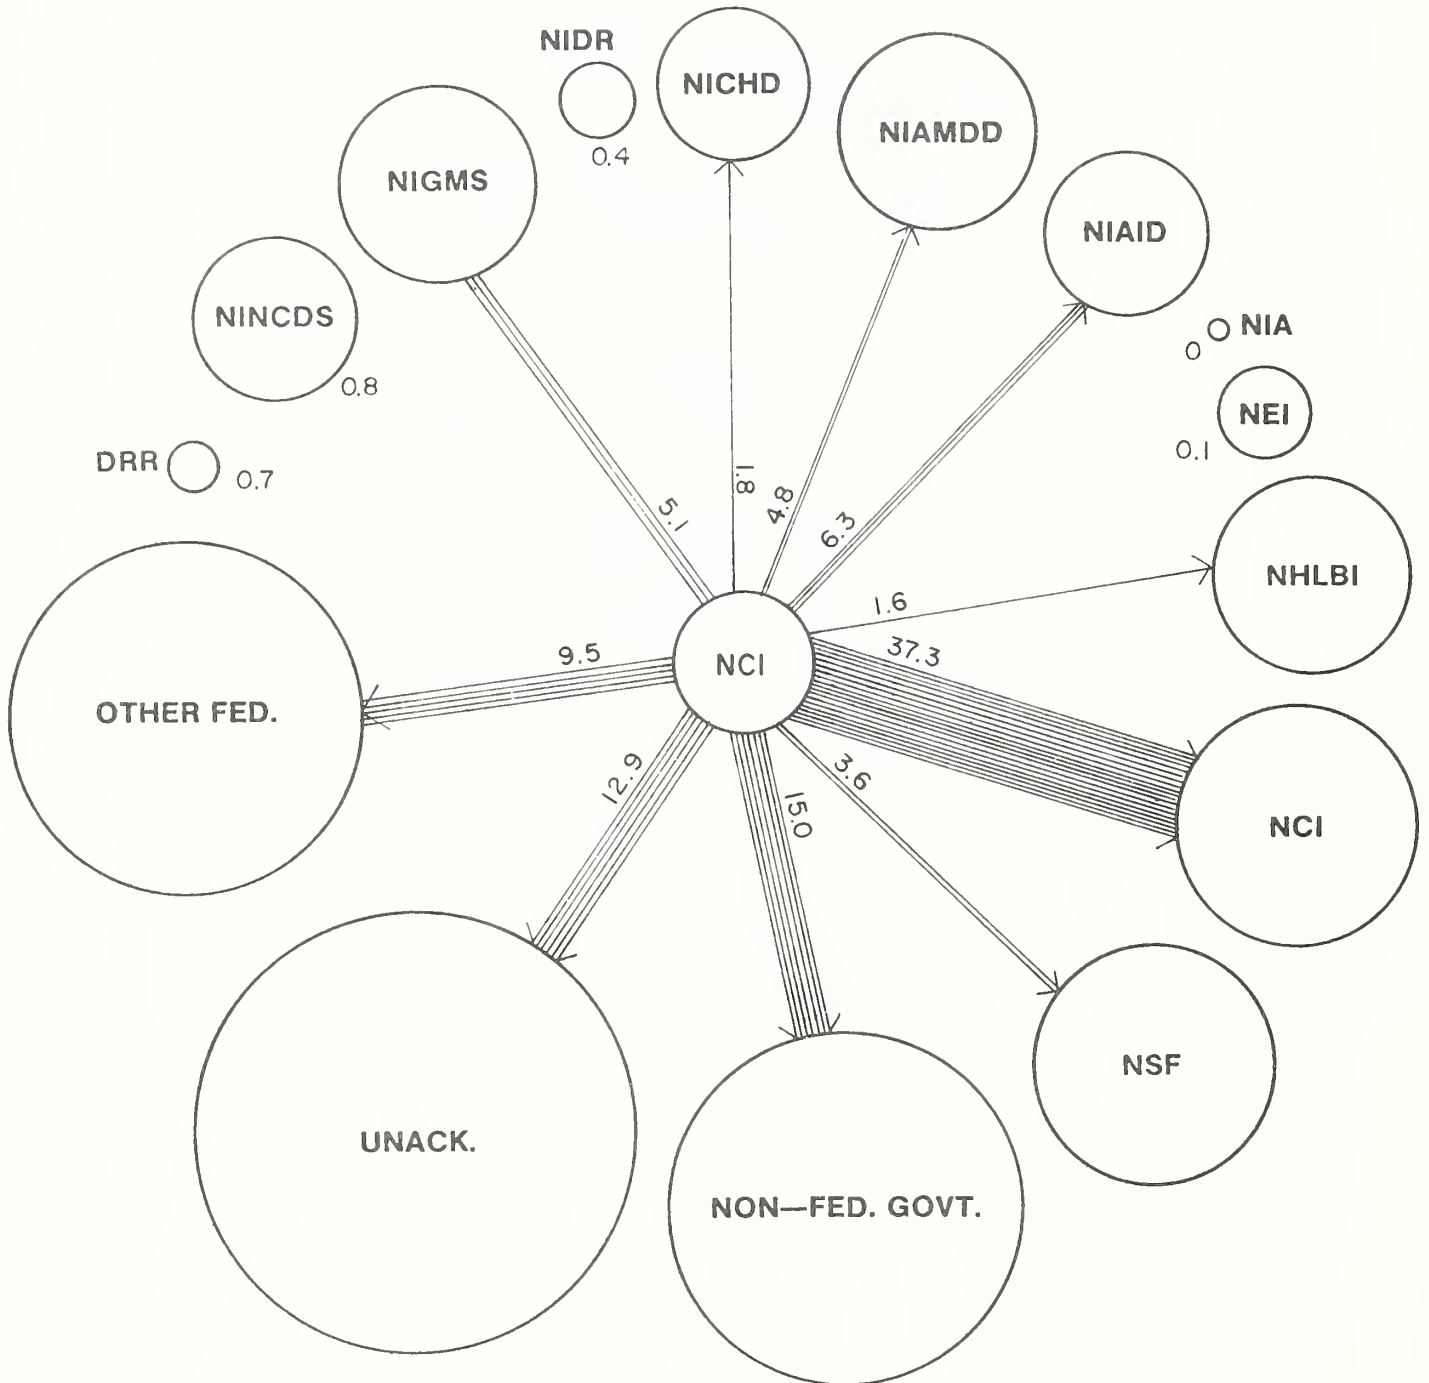 NIDR
0.4
NICHD
NIAMDD
NIGMS
NIAID
NINCDS
0.8
NIA
0
NEI
0.1
DRR
0.7
5.1
1.8
4.8
6.3
NHLBI
1.6
37.3
9.5
NCI
OTHER FED.
12.9
15.0
3.6
NCI
NSF
UNACK.
NON—FED. GOVT.